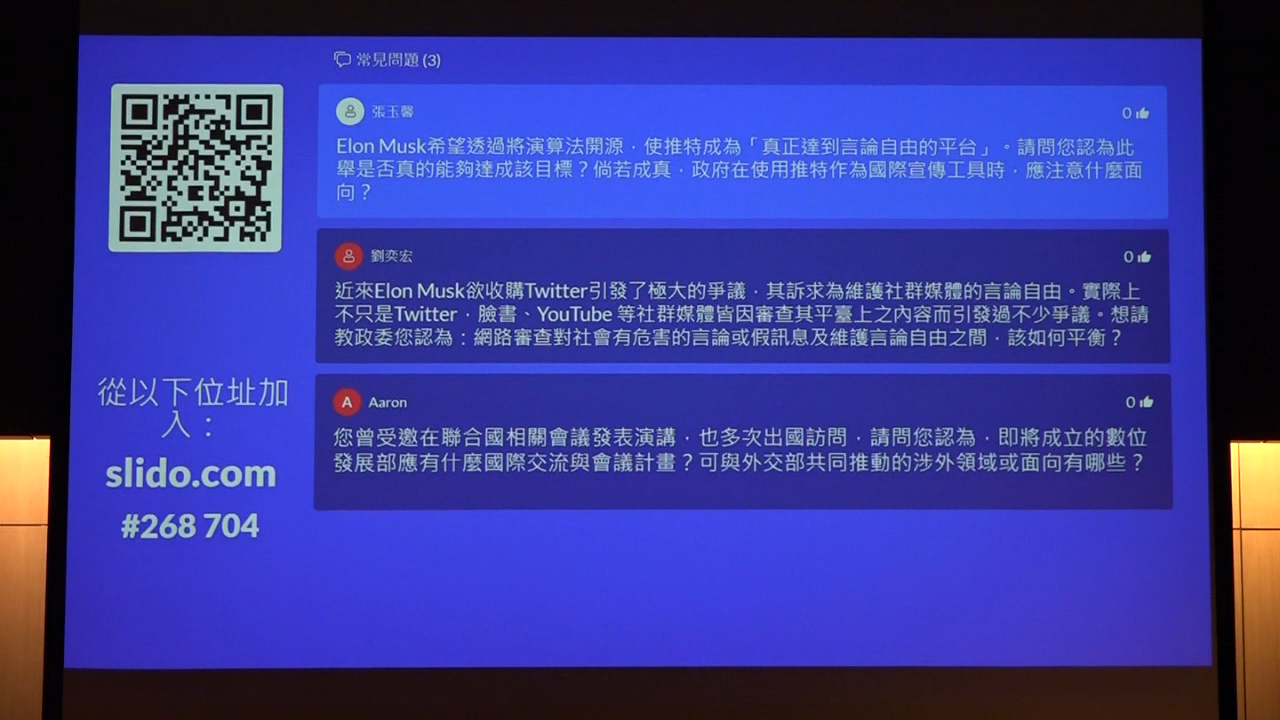 常見問題 (3)
張玉馨
0
Elon Musk希望透過將演算法開源，使推特成為「真正達到言論自由的平台」。請問您認為此
舉是否真的能夠達成該目標？倘若成真，政府在使用推特作為國際宣傳工具時，應注意什麼面
向？
劉奕宏
0
近來Elon Musk欲收購Twitter引發了極大的爭議，其訴求為維護社群媒體的言論自由。實際上
不只是Twitter，臉書、YouTube 等社群媒體皆因審查其平臺上之內容而引發過不少爭議。想請
教政委您認為：網路審查對社會有危害的言論或假訊息及維護言論自由之間，該如何平衡？
A
Aaron
0
您曾受邀在聯合國相關會議發表演講，也多次出國訪問，請問您認為，即將成立的數位
發展部應有什麼國際交流與會議計畫？可與外交部共同推動的涉外領域或面向有哪些？
從以下位址加
入：
slido.com
#268 704